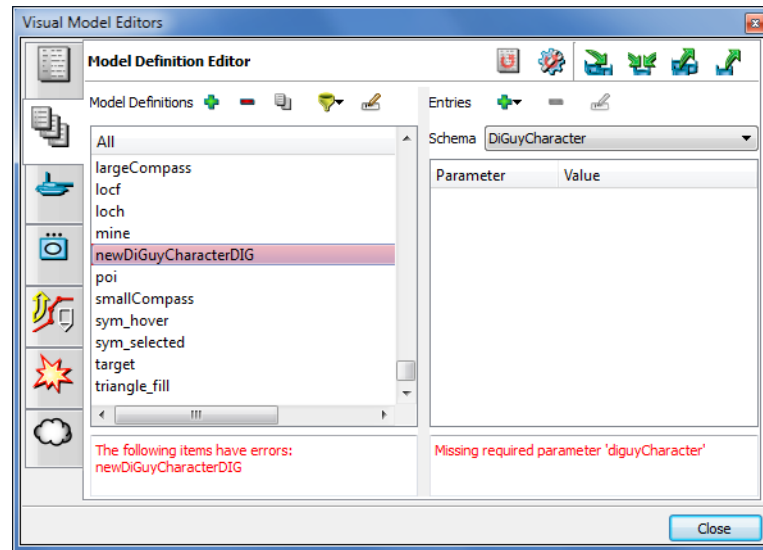 Visual Model Editors
Model Definition Editor
Model Definitions
Entries
All
Schema DiGuyCharacter
Parameter Value
largeCompass
locf
loch
mine
newDiGuyCharacterDIG
poi
smallCompass
sym_hover
sym_selected
target
triangle_fill
The following items have errors:
newDiGuyCharacterDIG
Missing required parameter 'diguyCharacter'
Close